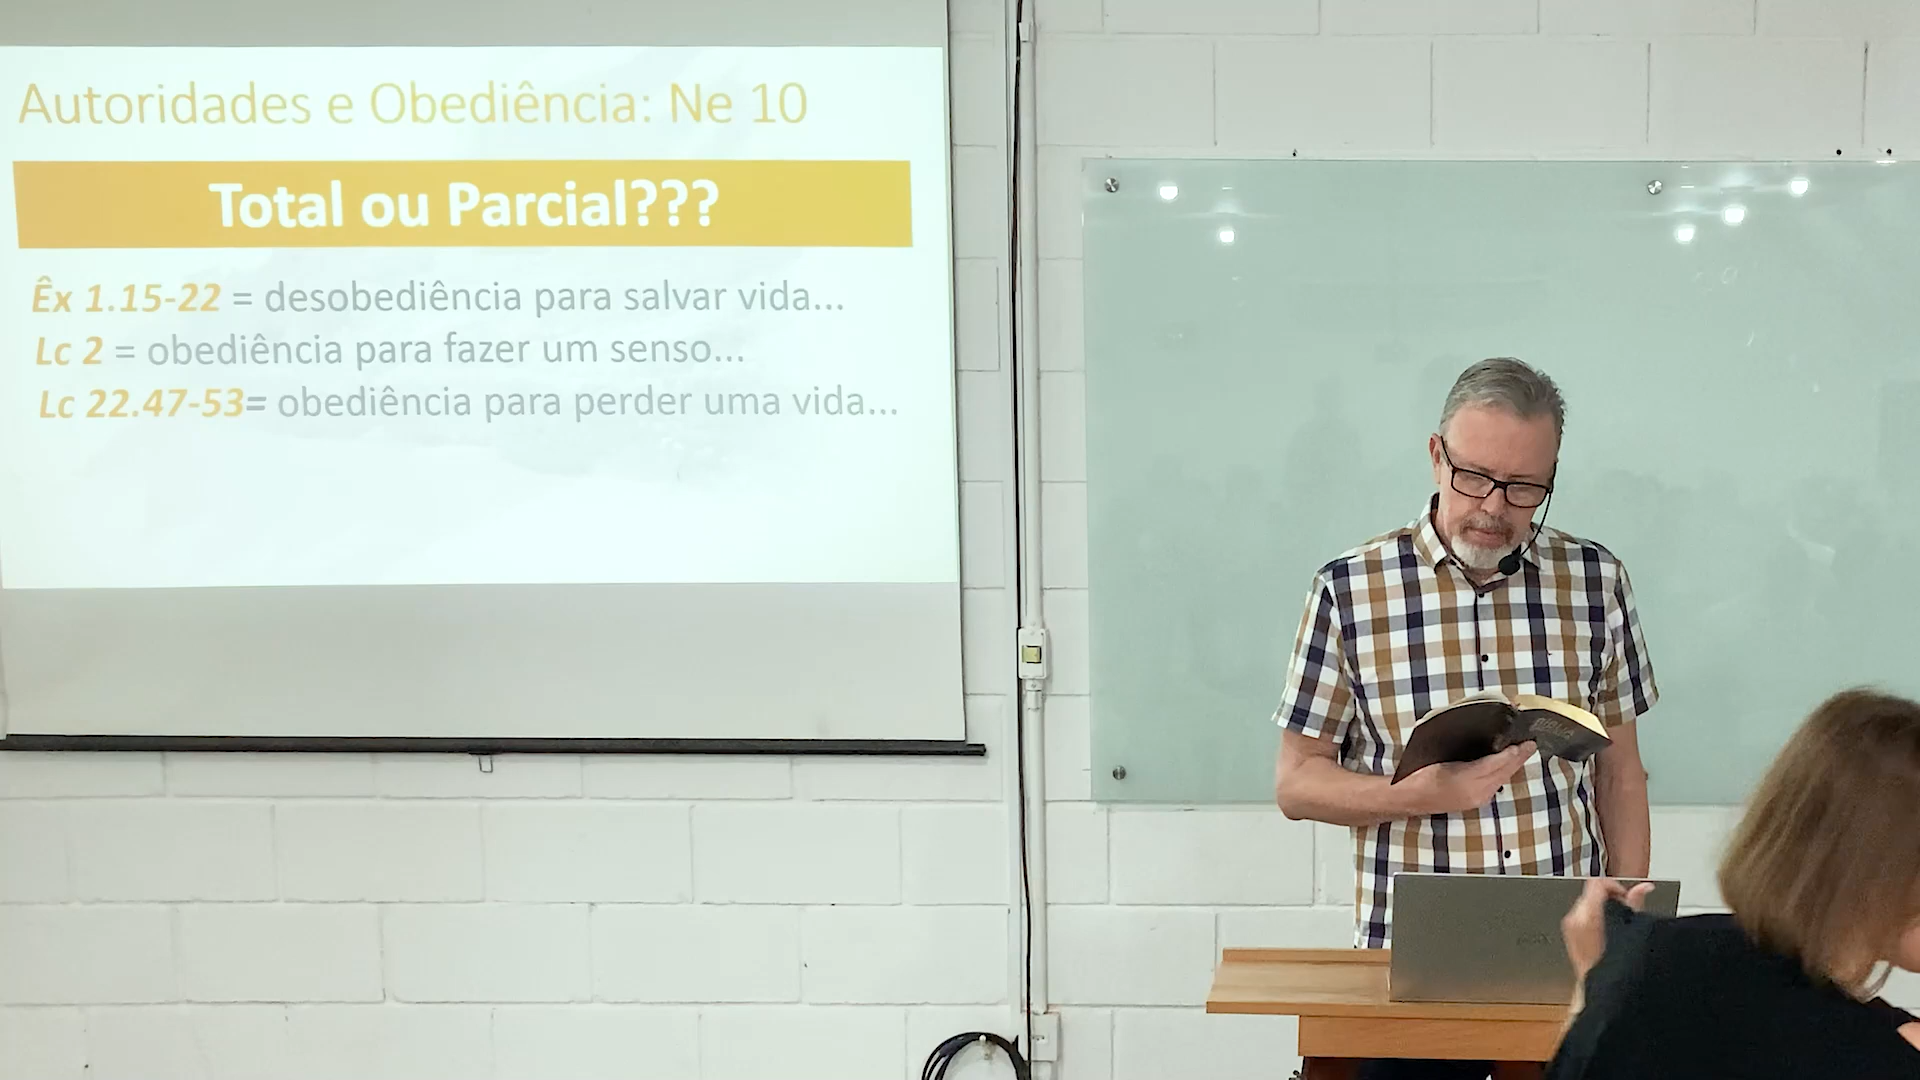 Autoridades e Obediência: Ne 10
Total ou Parcial???
Êx 1.15-22 = desobediência para salvar vida...
Lc 2 = obediência para fazer um senso...
Lc 22.47-53= obediência para perder uma vida...
BÍBLIA